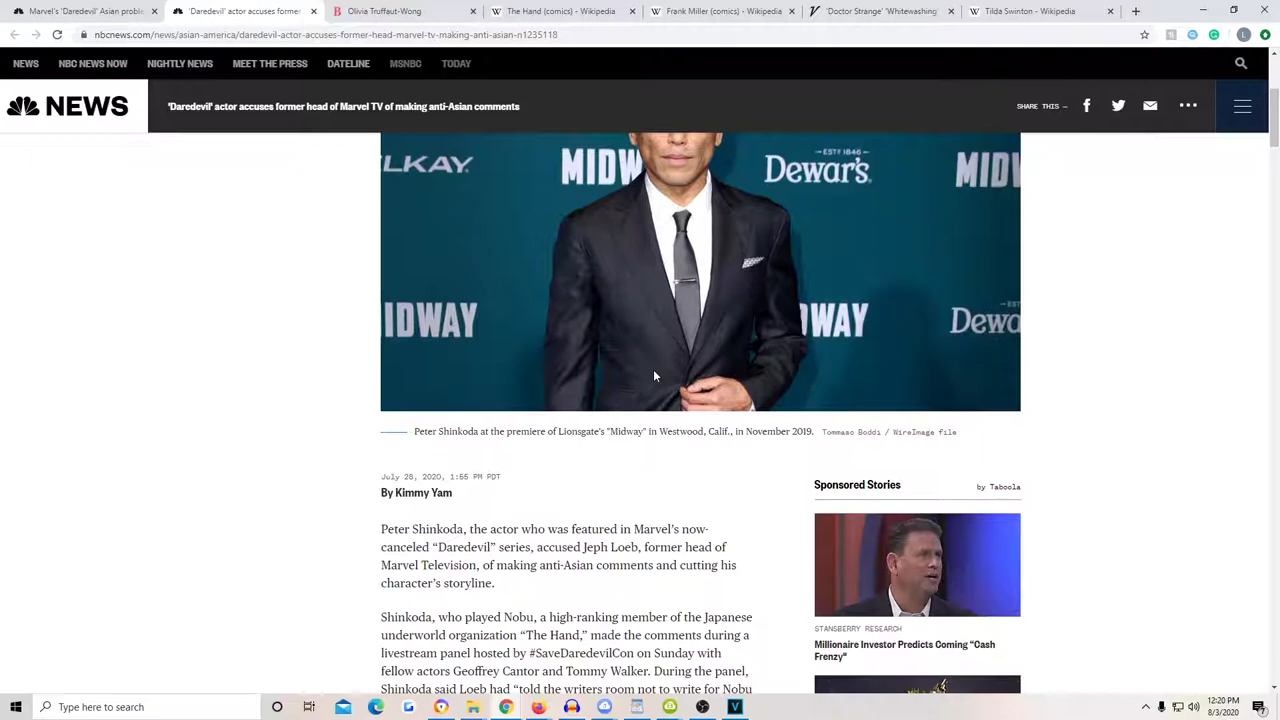 Marvel's 'Daredevil' Asian problem
'Daredevil' actor accuses former
Olivia Truffaut-Wong
The Hand (comics) - Wikipedia
Frank Miller (comics) - Wikipedia
'Doctor Strange' 'Whitewashing'
Tilda Swinton - Wikipedia
nbcnews.com/news/asian-america/daredevil-actor-accuses-former-head-marvel-tv-making-anti-asian-n1235118
NEWS NBC NEWS NOW NIGHTLY NEWS MEET THE PRESS DATELINE MSNBC TODAY
NEWS
'Daredevil' actor accuses former head of Marvel TV of making anti-Asian comments
SHARE THIS —
ELKAY
MIDW
ESTD 1846
Dewar's
MIDW
MIDWAY
IDWAY
Dewa
Peter Shinkoda at the premiere of Lionsgate's "Midway" in Westwood, Calif., in November 2019. Tommaso Boddi / WireImage file
July 28, 2020, 1:55 PM PDT
By Kimmy Yam
Peter Shinkoda, the actor who was featured in Marvel's now-
canceled “Daredevil” series, accused Jeph Loeb, former head of
Marvel Television, of making anti-Asian comments and cutting his
character’s storyline.
Shinkoda, who played Nobu, a high-ranking member of the Japanese
underworld organization “The Hand,” made the comments during a
livestream panel hosted by #SaveDaredevilCon on Sunday with
fellow actors Geoffrey Cantor and Tommy Walker. During the panel,
Shinkoda said Loeb had “told the writers room not to write for Nobu
Sponsored Stories
by Taboola
STANSBERRY RESEARCH
Millionaire Investor Predicts Coming “Cash
Frenzy”
Type here to search
12:20 PM
8/3/2020